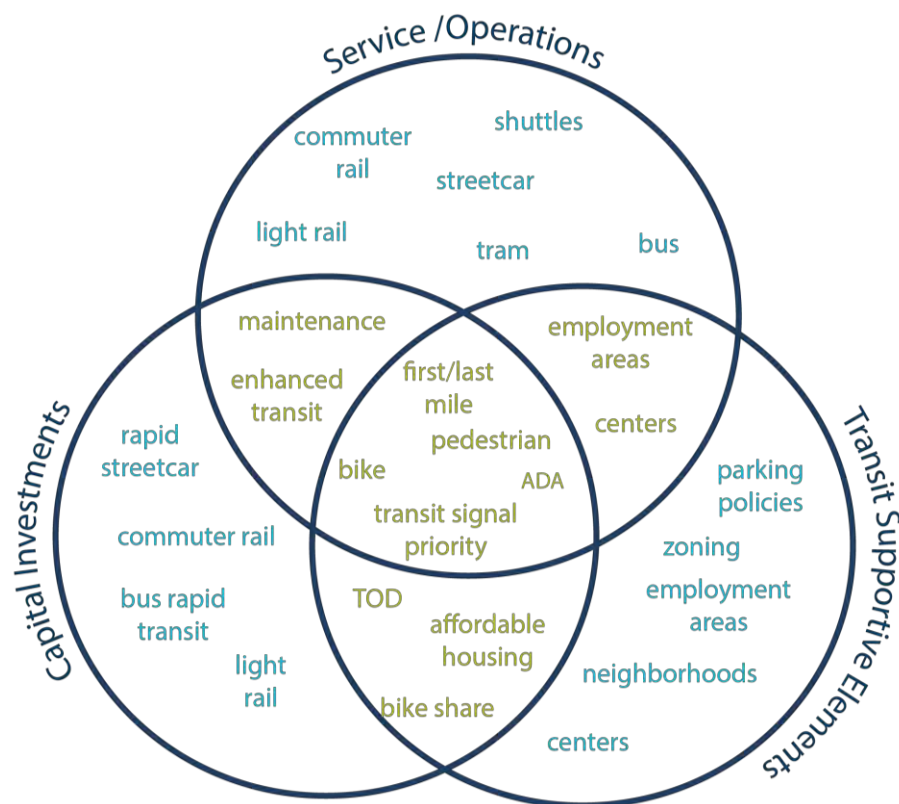 Service /Operations
commuter
rail
shuttles
streetcar
light rail
tram
bus
maintenance
enhanced
transit
employment
areas
centers
first/last
mile
pedestrian
bike
ADA
transit signal
priority
Capital Investments
rapid
streetcar
commuter rail
bus rapid
transit
light
rail
TOD
affordable
housing
bike share
Transit Supportive Elements
parking
policies
zoning
employment
areas
neighborhoods
centers